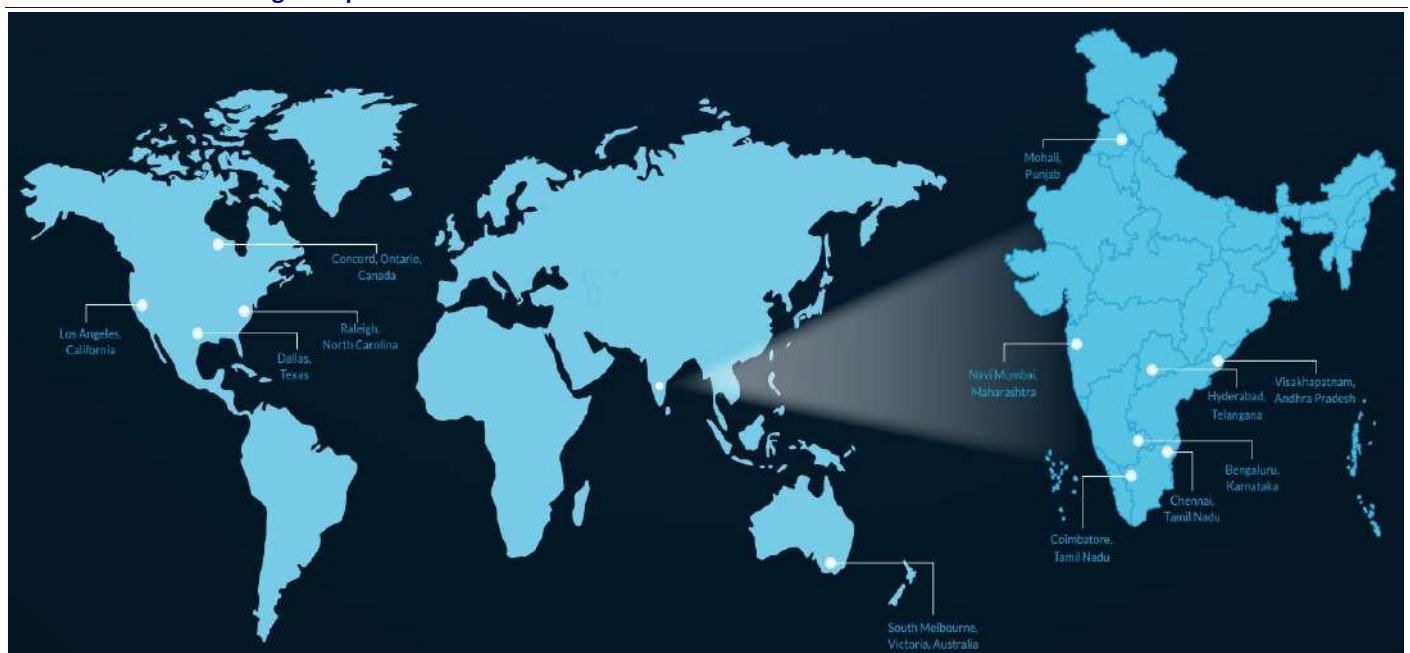 Concord, Ontario,
Canada
Los Angeles,
California
Raleigh,
North Carolina
Dallas,
Texas
South Melbourne,
Victoria, Australia
Mohali,
Punjab
Navi Mumbai,
Maharashtra
Hyderabad,
Telangana
Visakhapatnam,
Andhra Pradesh
Bengaluru,
Karnataka
Chennai,
Tamil Nadu
Coimbatore,
Tamil Nadu